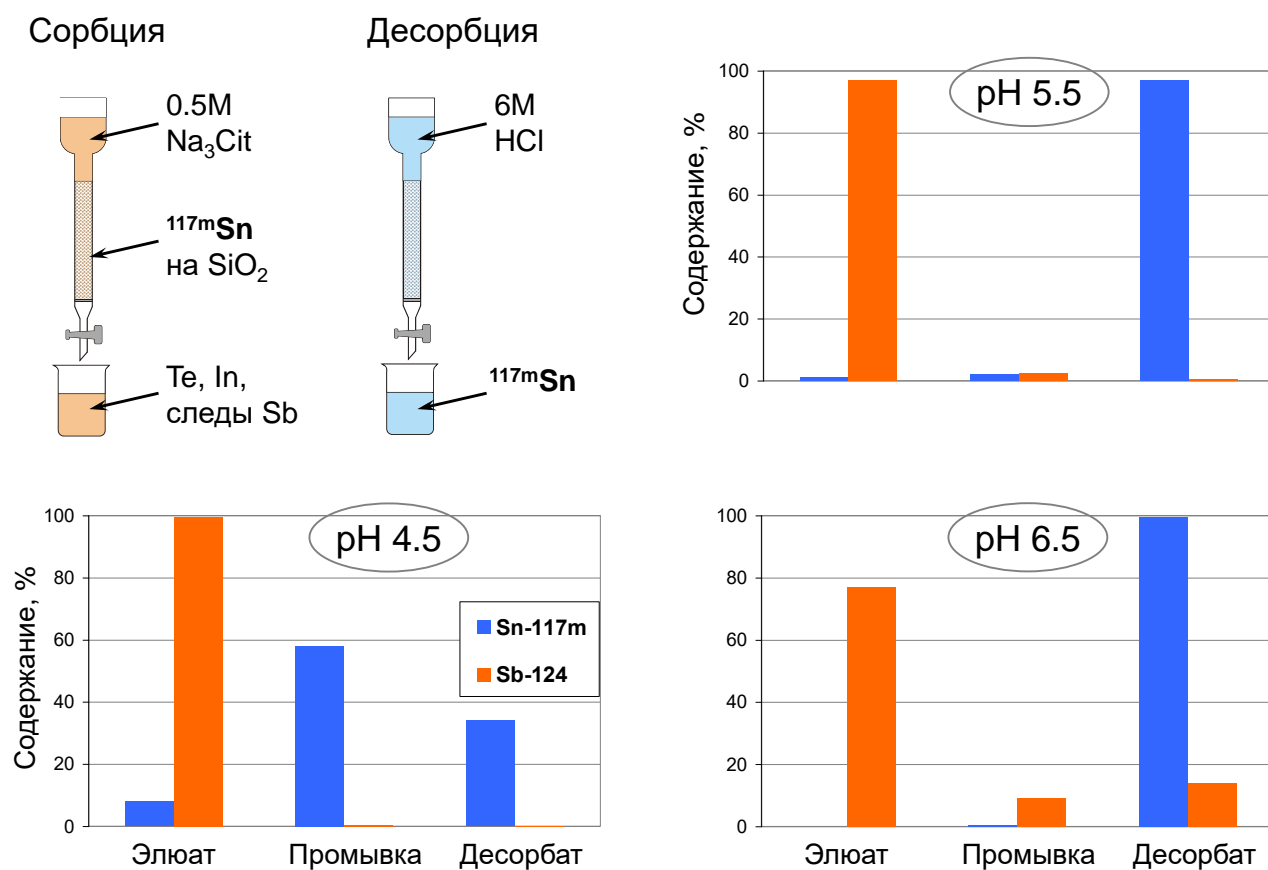 Сорбция
Десорбция
0.5M
Na₃Cit
¹¹⁷ᵐSn
на SiO₂
Te, In,
следы Sb
6M
HCl
¹¹⁷ᵐSn
pH 5.5
Содержание, %
100
80
60
40
20
0
pH 4.5
Содержание, %
100
80
60
40
20
0
Sn-117m
Sb-124
Элюат
Промывка
Десорбат
pH 6.5
100
80
60
40
20
0
Элюат
Промывка
Десорбат